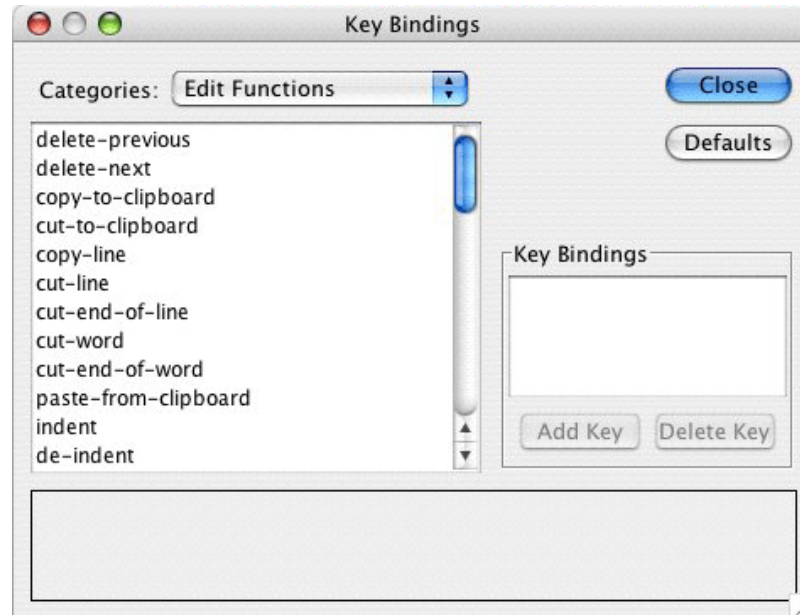 Key Bindings
Categories: Edit Functions
Close
Defaults
delete-previous
delete-next
copy-to-clipboard
cut-to-clipboard
copy-line
cut-line
cut-end-of-line
cut-word
cut-end-of-word
paste-from-clipboard
indent
de-indent
Key Bindings
Add Key
Delete Key